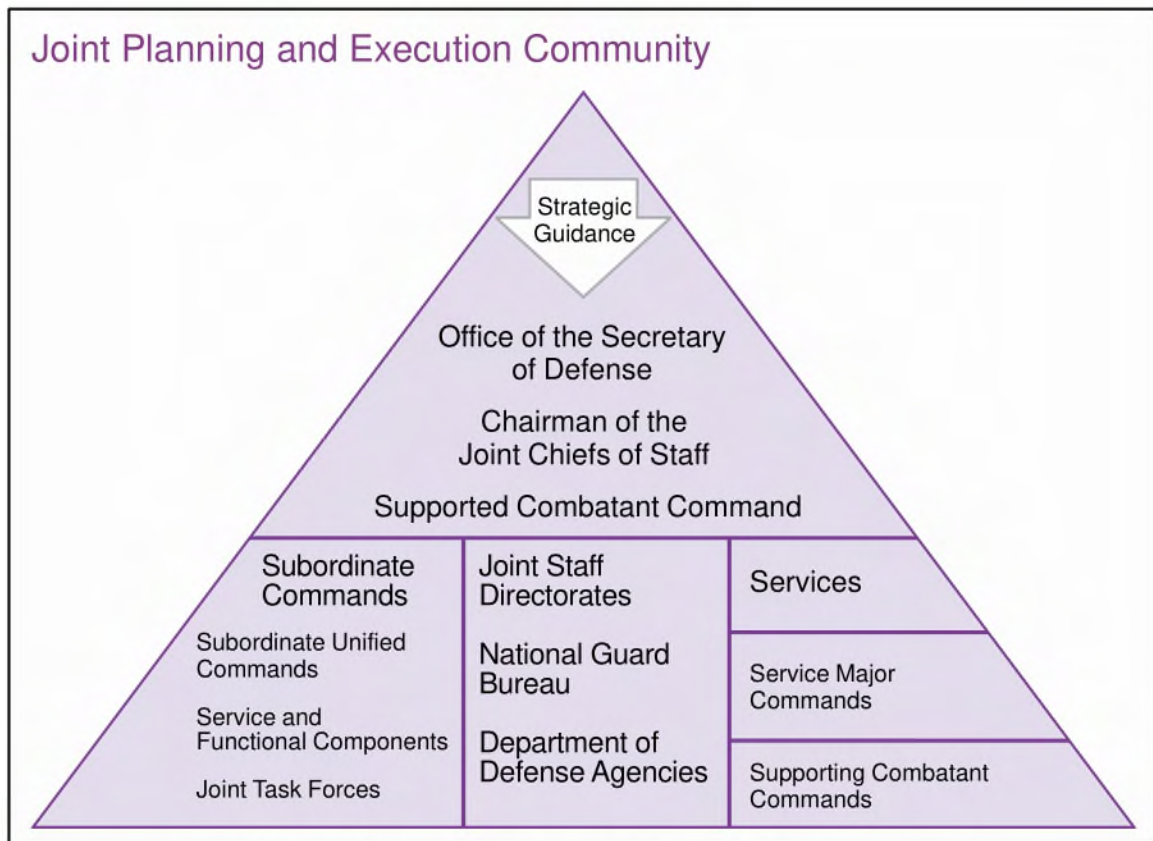 Joint Planning and Execution Community
Strategic
Guidance
Office of the Secretary
of Defense
Chairman of the
Joint Chiefs of Staff
Supported Combatant Command
Subordinate
Commands
Subordinate Unified
Commands
Service and
Functional Components
Joint Task Forces
Joint Staff
Directorates
National Guard
Bureau
Department of
Defense Agencies
Services
Service Major
Commands
Supporting Combatant
Commands